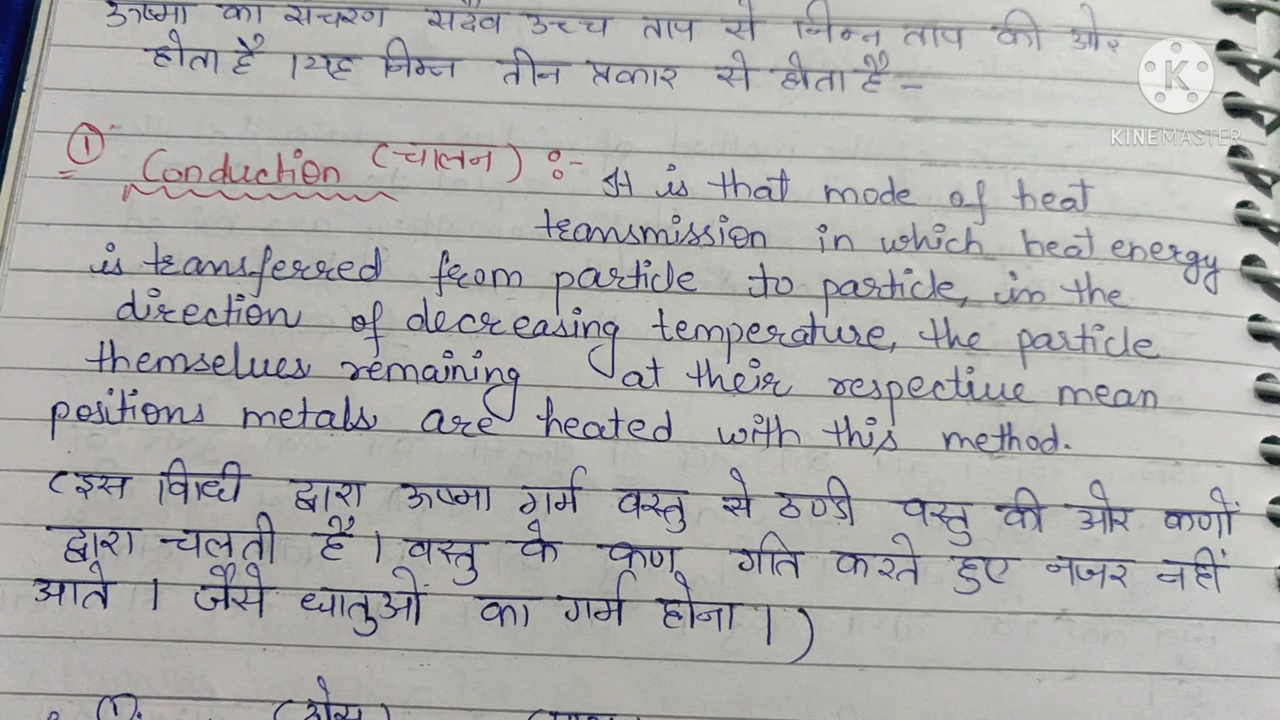 ऊष्मा का संचरण सदैव उच्च ताप से निम्न ताप की ओर
होता है । यह निम्न तीन प्रकार से होता है –
K
KINEMASTER
① Conduction (चालन) :- It is that mode of heat
transmission in which heat energy
is transferred from particle to particle, in the
direction of decreasing temperature, the particle
themselves remaining at their respective mean
positions metals are heated with this method.
(इस विधी द्वारा ऊष्मा गर्म वस्तु से ठण्डी वस्तु की ओर कणों
द्वारा चलती है । वस्तु के कण गति करते हुए नजर नहीं
आते । जैसे धातुओं का गर्म होना ।)